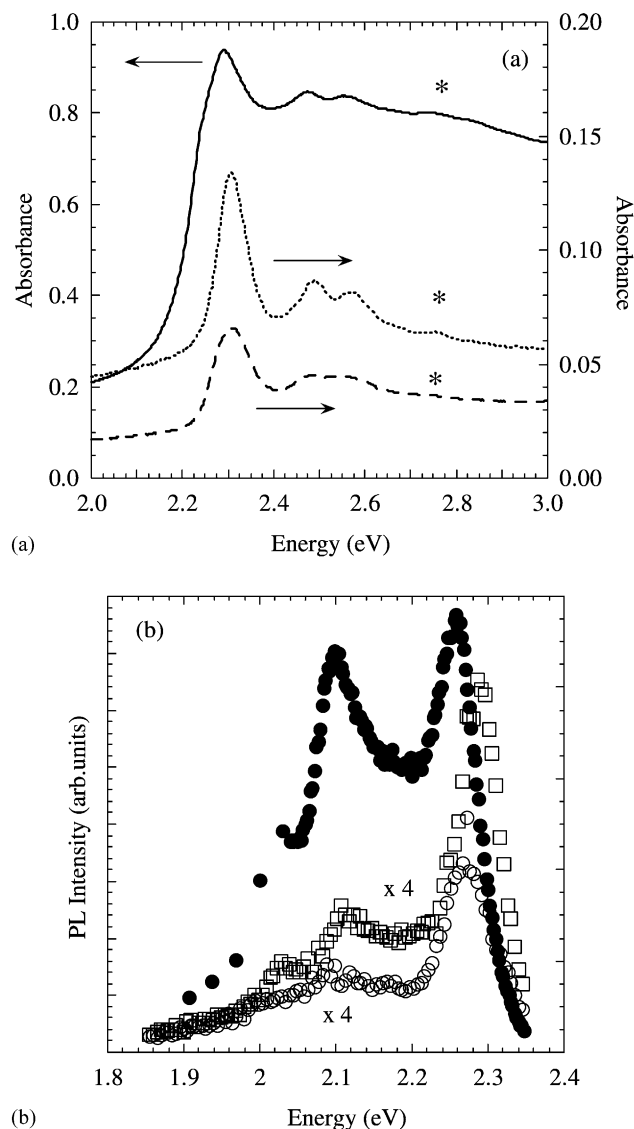 1.0
0.8
0.6
0.4
0.2
0.0
Absorbance
0.20
0.15
0.10
0.05
0.00
Absorbance
(a)
*
*
*
2.0 2.2 2.4 2.6 2.8 3.0
(a)
Energy (eV)
(b)
PL Intensity (arb.units)
x 4
x 4
1.8 1.9 2 2.1 2.2 2.3 2.4
(b)
Energy (eV)